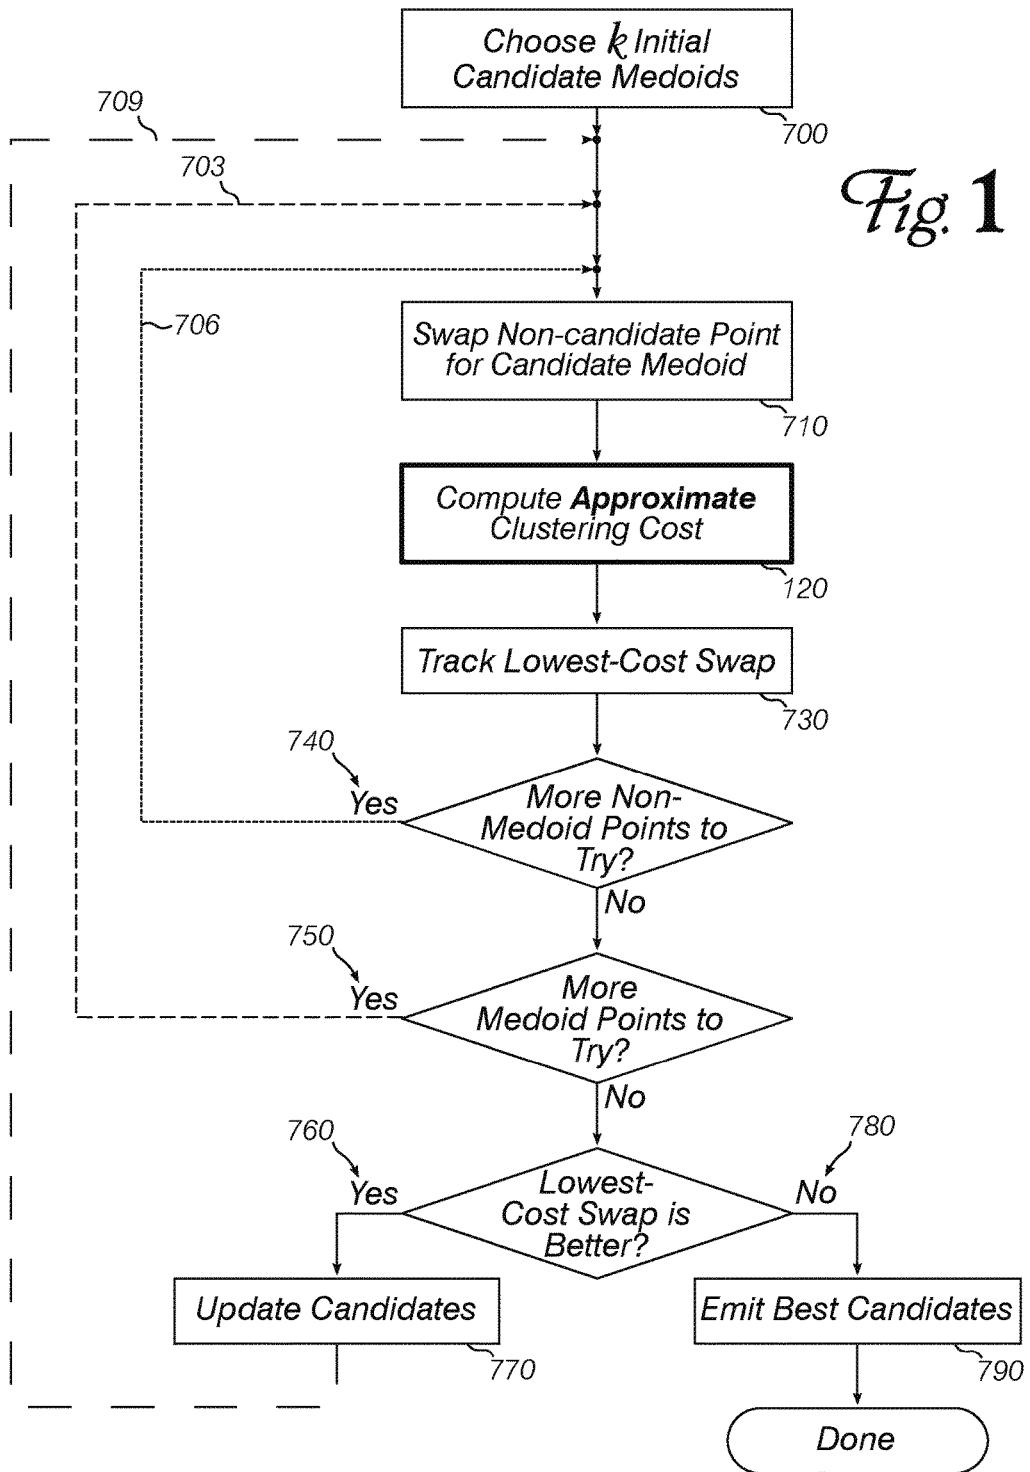 Choose k Initial
Candidate Medoids
700
709
703
Fig. 1
706
Swap Non-candidate Point
for Candidate Medoid
710
Compute Approximate
Clustering Cost
120
Track Lowest-Cost Swap
730
740
Yes
More Non-
Medoid Points to
Try?
No
750
Yes
More
Medoid Points to
Try?
No
760
Yes
Lowest-
Cost Swap is
Better?
780
No
Update Candidates
770
Emit Best Candidates
790
Done